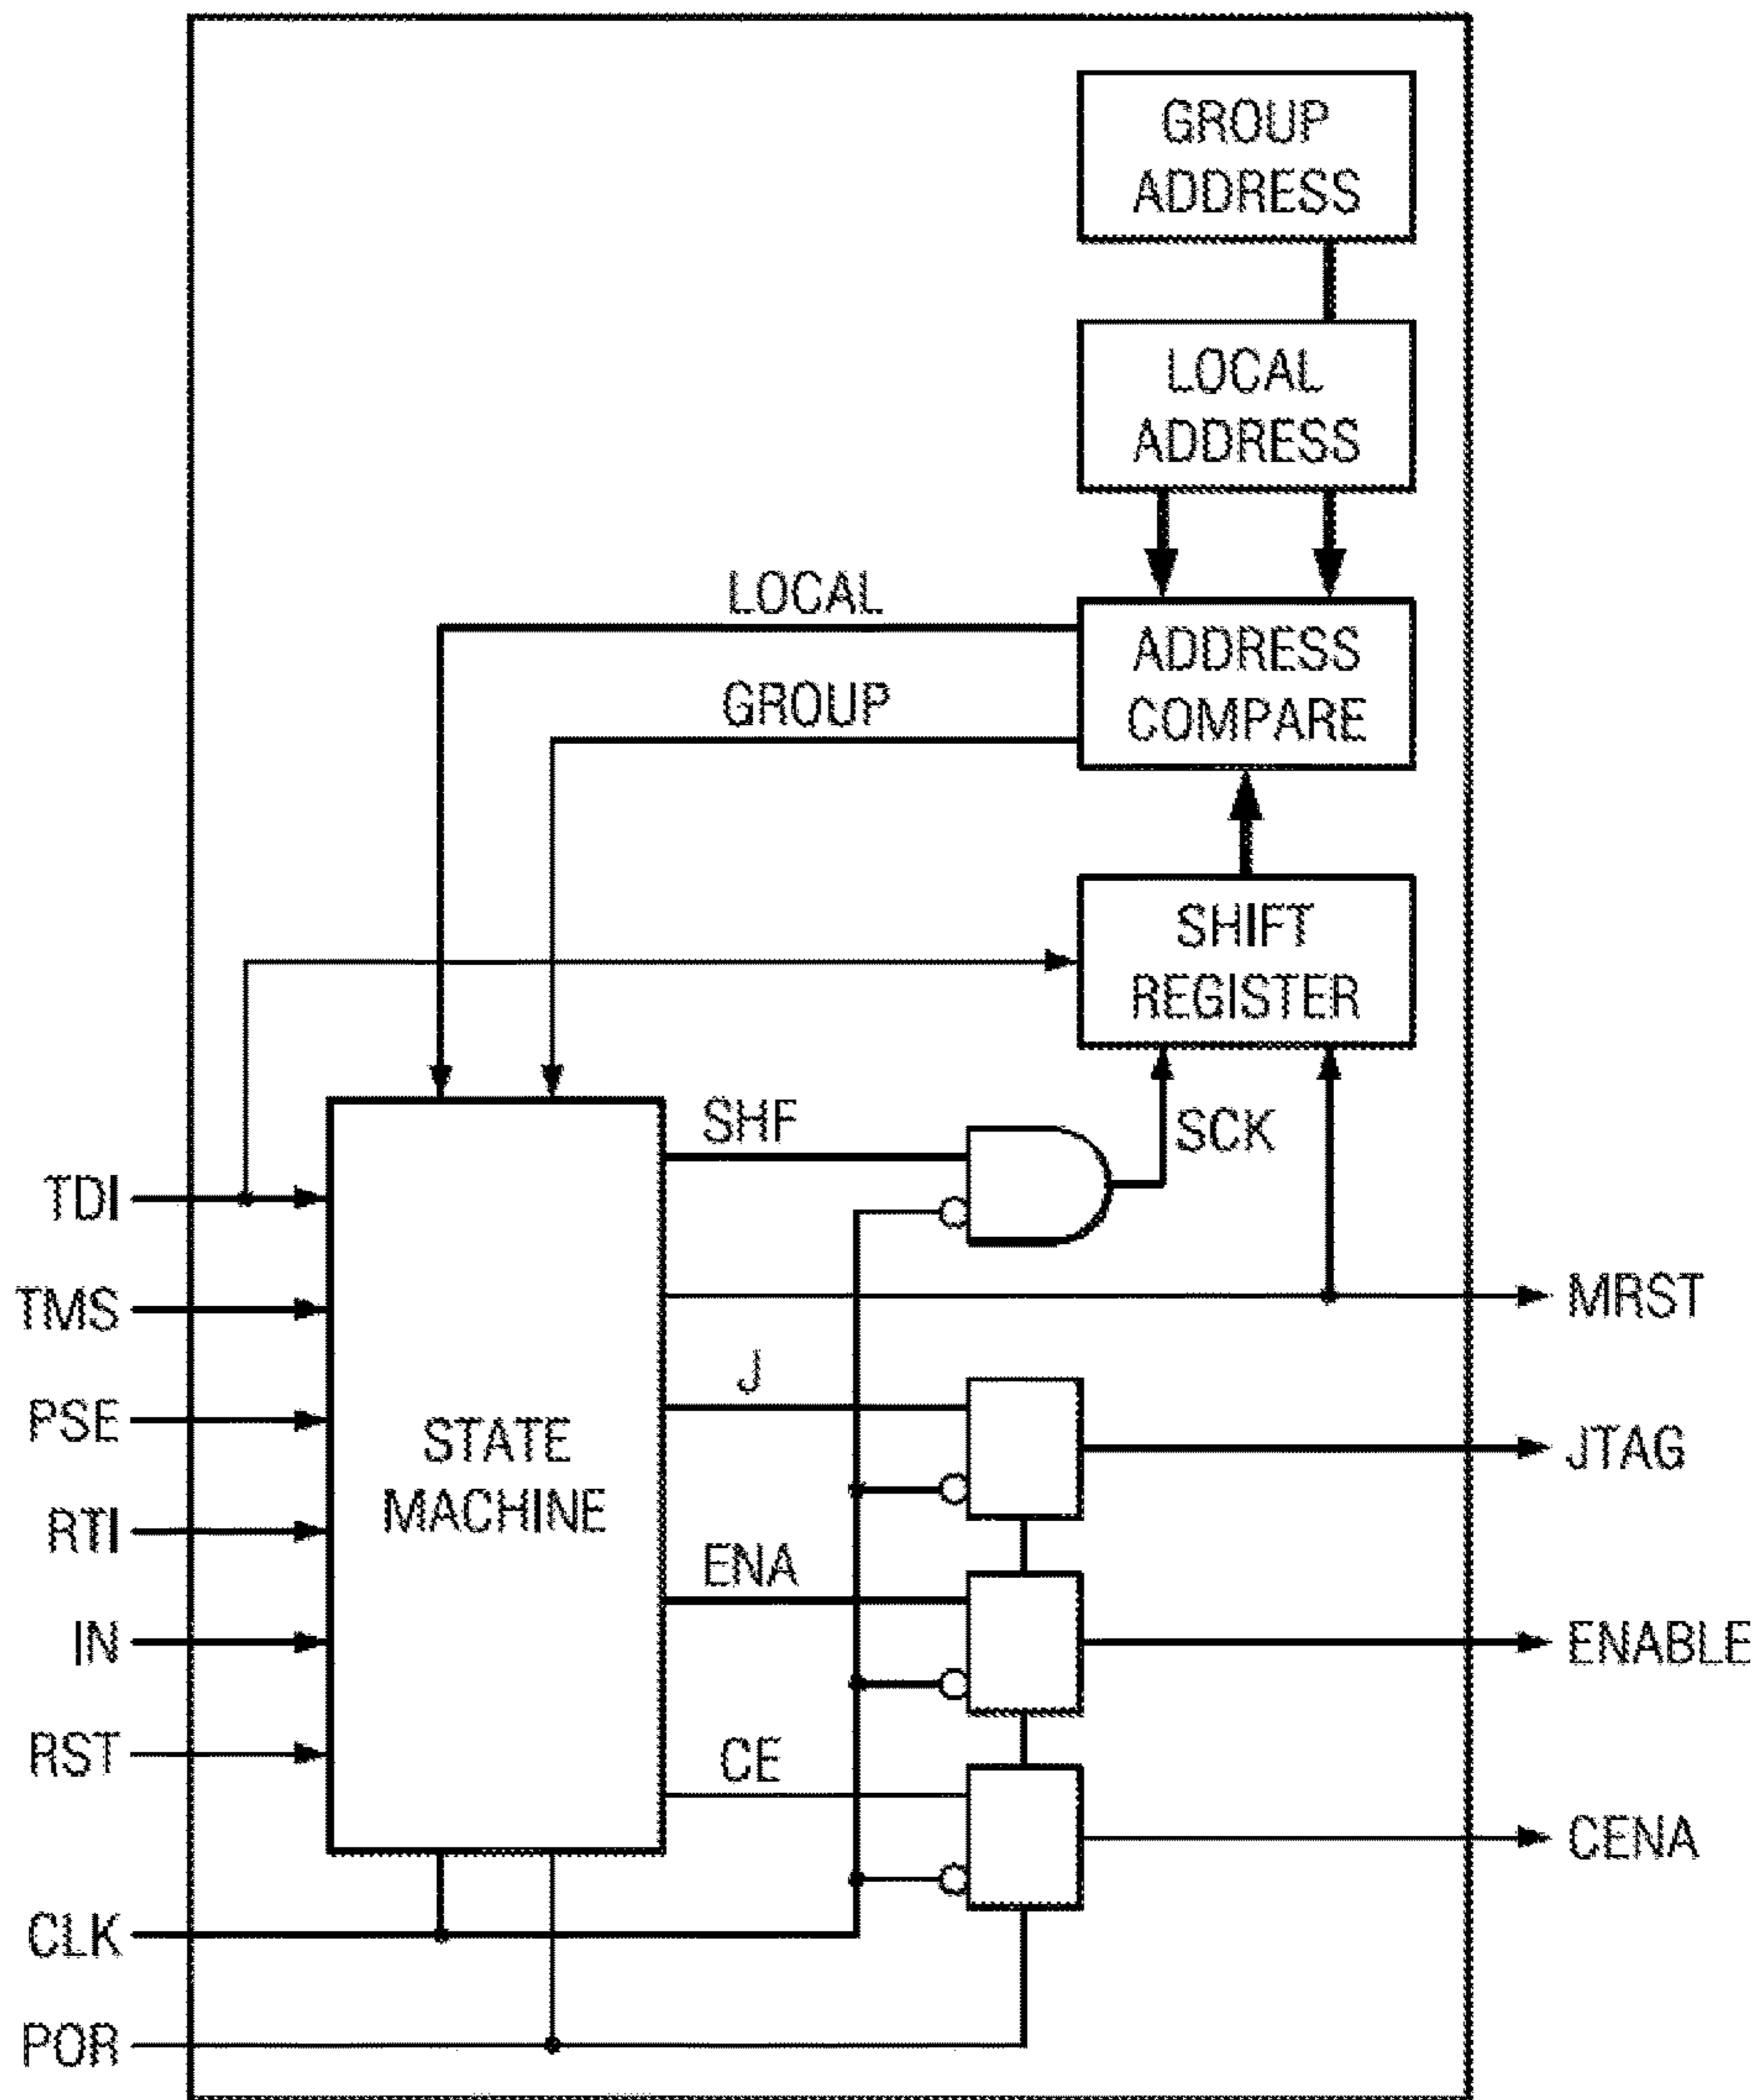 GROUP
ADDRESS
LOCAL
ADDRESS
LOCAL
ADDRESS
GROUP
COMPARE
SHIFT
REGISTER
SHF
SCK
TDI
TMS
MRST
J
PSE
STATE
MACHINE
JTAG
RTI
ENA
IN
ENABLE
RST
CE
CENA
CLK
POR